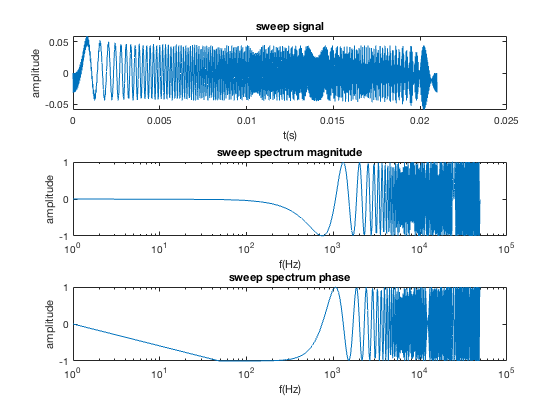 sweep signal
0.05
0
-0.05
amplitude
0 0.005 0.01 0.015 0.02 0.025
t(s)
sweep spectrum magnitude
1
0
-1
amplitude
10^0 10^1 10^2 10^3 10^4 10^5
f(Hz)
sweep spectrum phase
1
0
-1
amplitude
10^0 10^1 10^2 10^3 10^4 10^5
f(Hz)